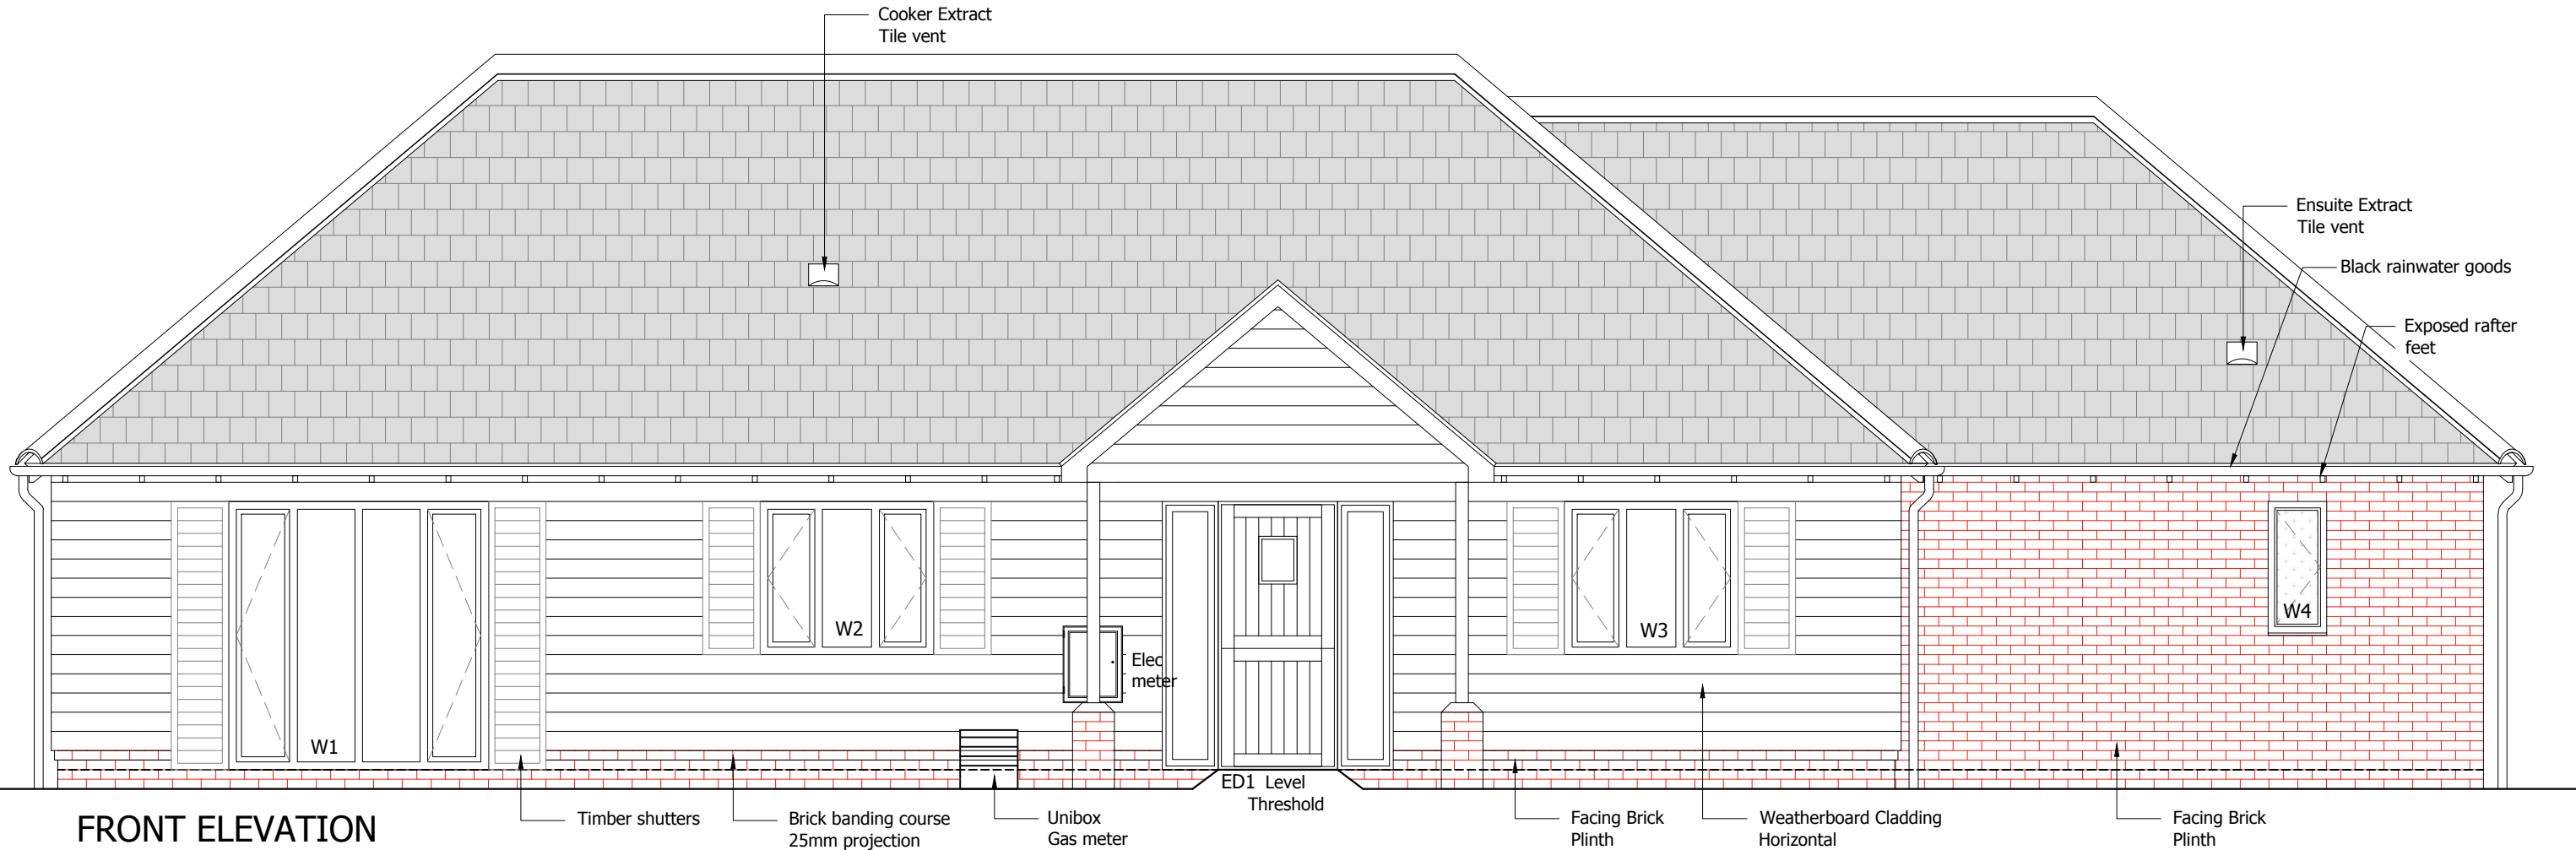 Cooker Extract
Tile vent
Ensuite Extract
Tile vent
Black rainwater goods
Exposed rafter
feet
W1
W2
Elec
meter
W3
W4
ED1 Level
Threshold
Timber shutters
Brick banding course
25mm projection
Unibox
Gas meter
Facing Brick
Plinth
Weatherboard Cladding
Horizontal
Facing Brick
Plinth
FRONT ELEVATION